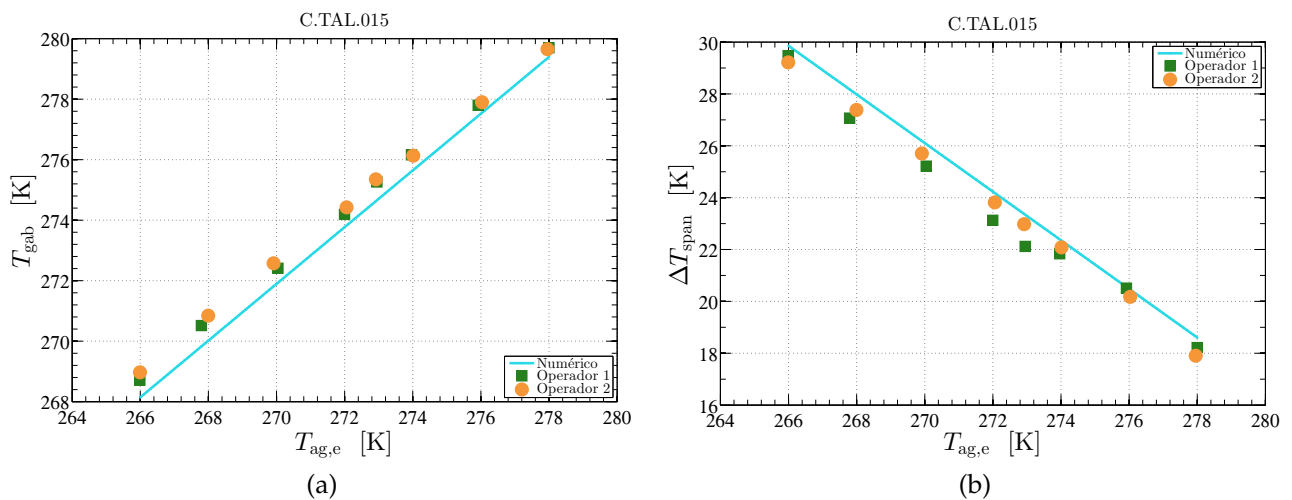 C.TAL.015
280
278
276
274
272
270
268
T_gab [K]
264 266 268 270 272 274 276 278 280
T_ag,e [K]
Numérico
Operador 1
Operador 2
(a)
C.TAL.015
30
28
26
24
22
20
18
16
ΔT_span [K]
264 266 268 270 272 274 276 278 280
T_ag,e [K]
Numérico
Operador 1
Operador 2
(b)